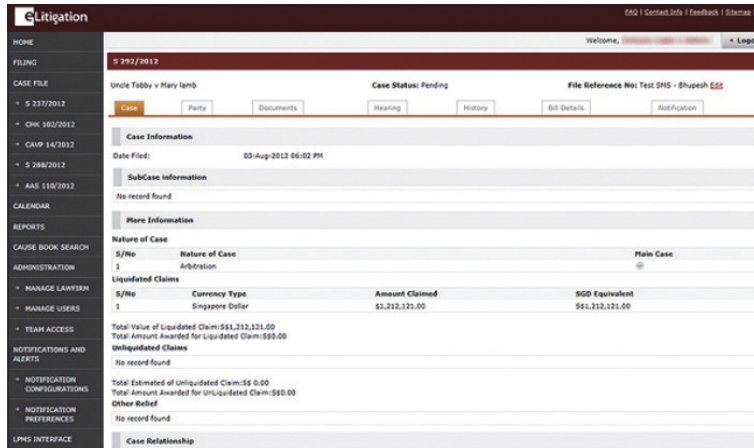 eLitigation
FAQ | Contact Info | Feedback | Sitemap
Welcome,
HOME
FILING
CASE FILE
S 237/2012
CHK 102/2012
CAVP 14/2012
S 288/2012
AAS 110/2012
CALENDAR
REPORTS
CAUSE BOOK SEARCH
ADMINISTRATION
MANAGE LAWFIRM
MANAGE USERS
TEAM ACCESS
NOTIFICATIONS AND
ALERTS
NOTIFICATION
CONFIGURATIONS
NOTIFICATION
PREFERENCES
LPMS INTERFACE
S 292/2012
Uncle Tobby v Mary lamb Case Status: Pending File Reference No: Test SMS - Bhupesh Edit
Case Party Documents Hearing History Bill Details Notification
Case Information
Date Filed: 03-Aug-2012 06:02 PM
SubCase information
No record found
More Information
Nature of Case
S/No Nature of Case Main Case
1 Arbitration
Liquidated Claims
S/No Currency Type Amount Claimed SGD Equivalent
1 Singapore Dollar $1,212,121.00 S$1,212,121.00
Total Value of Liquidated Claim:S$1,212,121.00
Total Amount Awarded for Liquidated Claim:S$0.00
Unliquidated Claims
No record found
Total Estimated of Unliquidated Claim:S$ 0.00
Total Amount Awarded for UnLiquidated Claim:S$0.00
Other Relief
No record found
Case Relationship